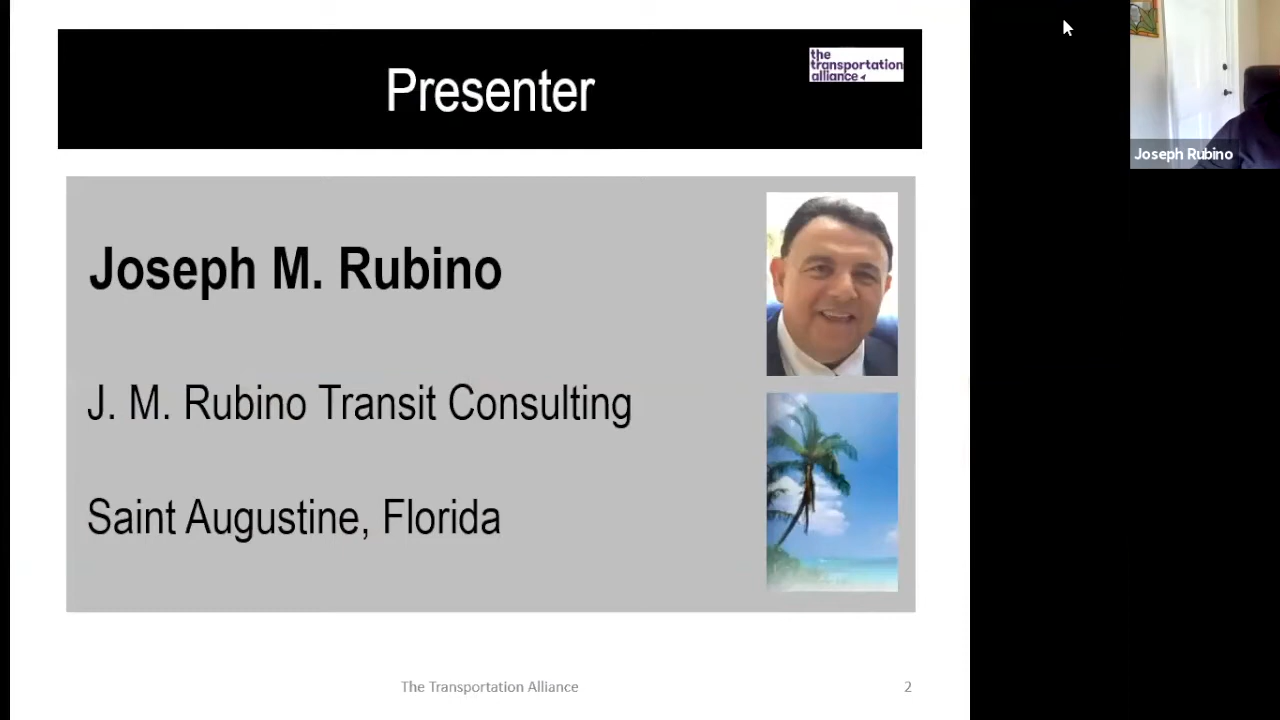 Presenter
the
transportation
alliance
Joseph Rubino
Joseph M. Rubino
J. M. Rubino Transit Consulting
Saint Augustine, Florida
The Transportation Alliance
2